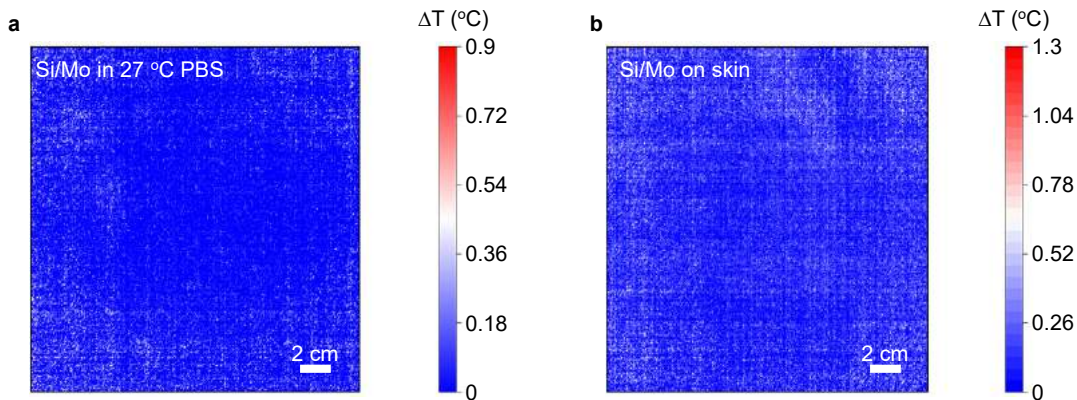 a
ΔT (°C)
Si/Mo in 27 °C PBS
0.9
0.72
0.54
0.36
0.18
0
2 cm
b
ΔT (°C)
Si/Mo on skin
1.3
1.04
0.78
0.52
0.26
0
2 cm